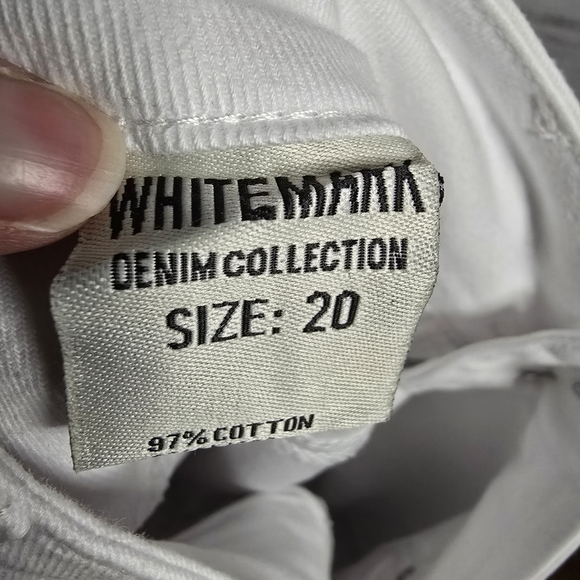 WHITEMARK
DENIM COLLECTION
SIZE: 20
97% COTTON